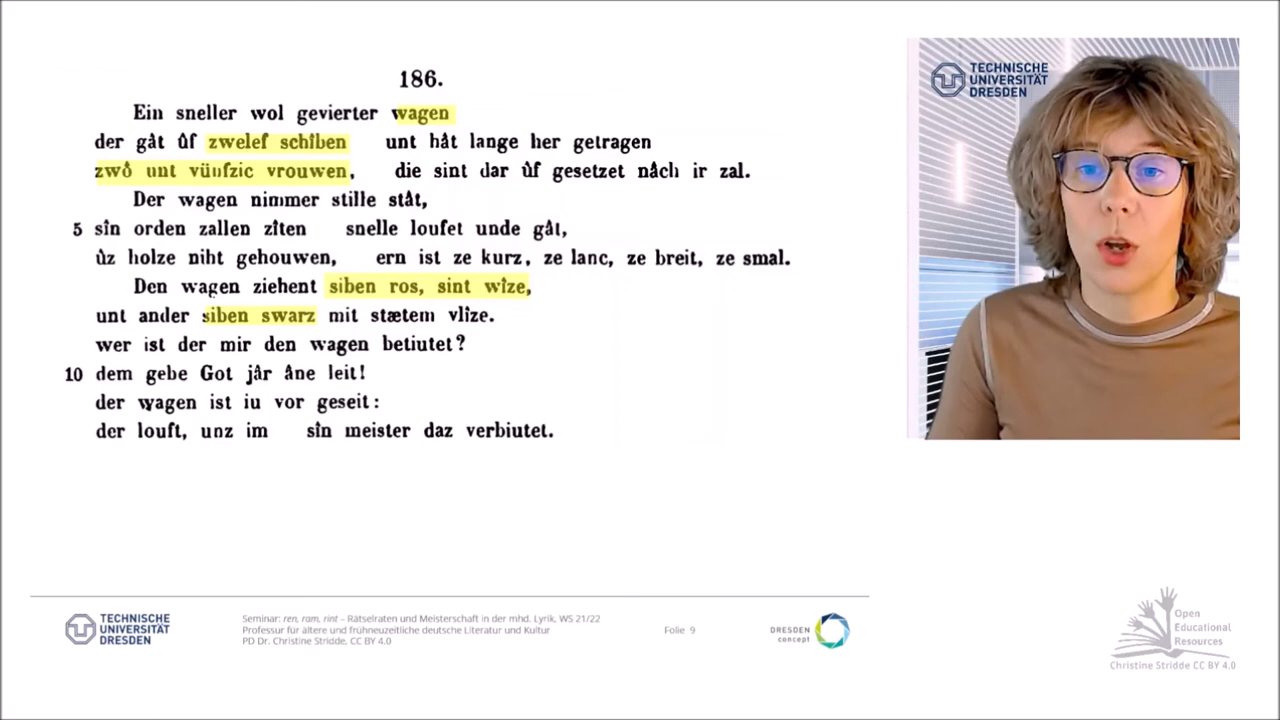 186.
Ein sneller wol gevierter wagen
der gât ûf zwelef schîben unt hât lange her getragen
zwô unt vünfzic vrouwen, die sint dar ûf gesetzet nâch ir zal.
Der wagen nimmer stille stât,
5 sîn orden zallen zîten snelle loufet unde gât,
ûz holze niht gehouwen, ern ist ze kurz, ze lanc, ze breit, ze smal.
Den wagen ziehent siben ros, sint wîze,
unt ander siben swarz mit stætem vlîze.
wer ist der mir den wagen betiutet?
10 dem gebe Got jâr âne leit!
der wagen ist iu vor geseit:
der louft, unz im sîn meister daz verbiutet.
TECHNISCHE
UNIVERSITÄT
DRESDEN
TECHNISCHE
UNIVERSITÄT
DRESDEN
Seminar: ren, ram, rint – Rätselraten und Meisterschaft in der mhd. Lyrik, WS 21/22
Professur für ältere und frühneuzeitliche deutsche Literatur und Kultur
PD Dr. Christine Stridde, CC BY 4.0
Folie 9
DRESDEN
concept
Open
Educational
Resources
Christine Stridde CC BY 4.0